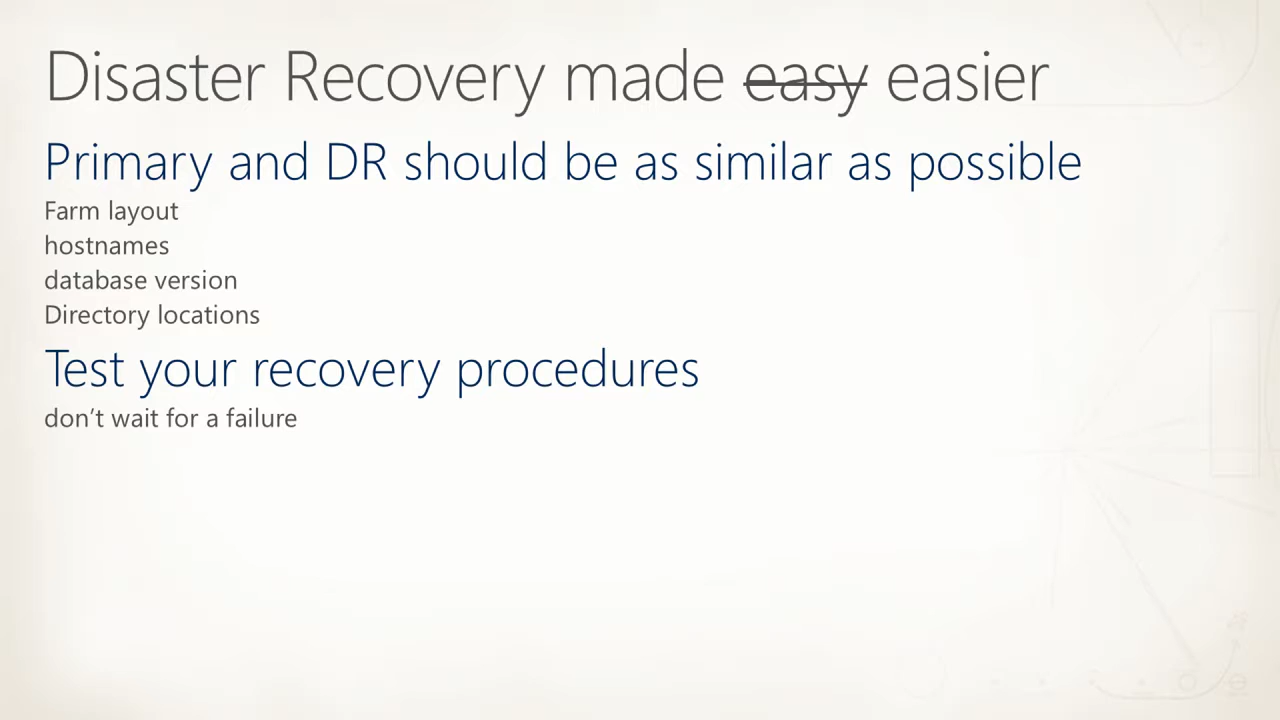 Disaster Recovery made easy easier
Primary and DR should be as similar as possible
Farm layout
hostnames
database version
Directory locations
Test your recovery procedures
don’t wait for a failure